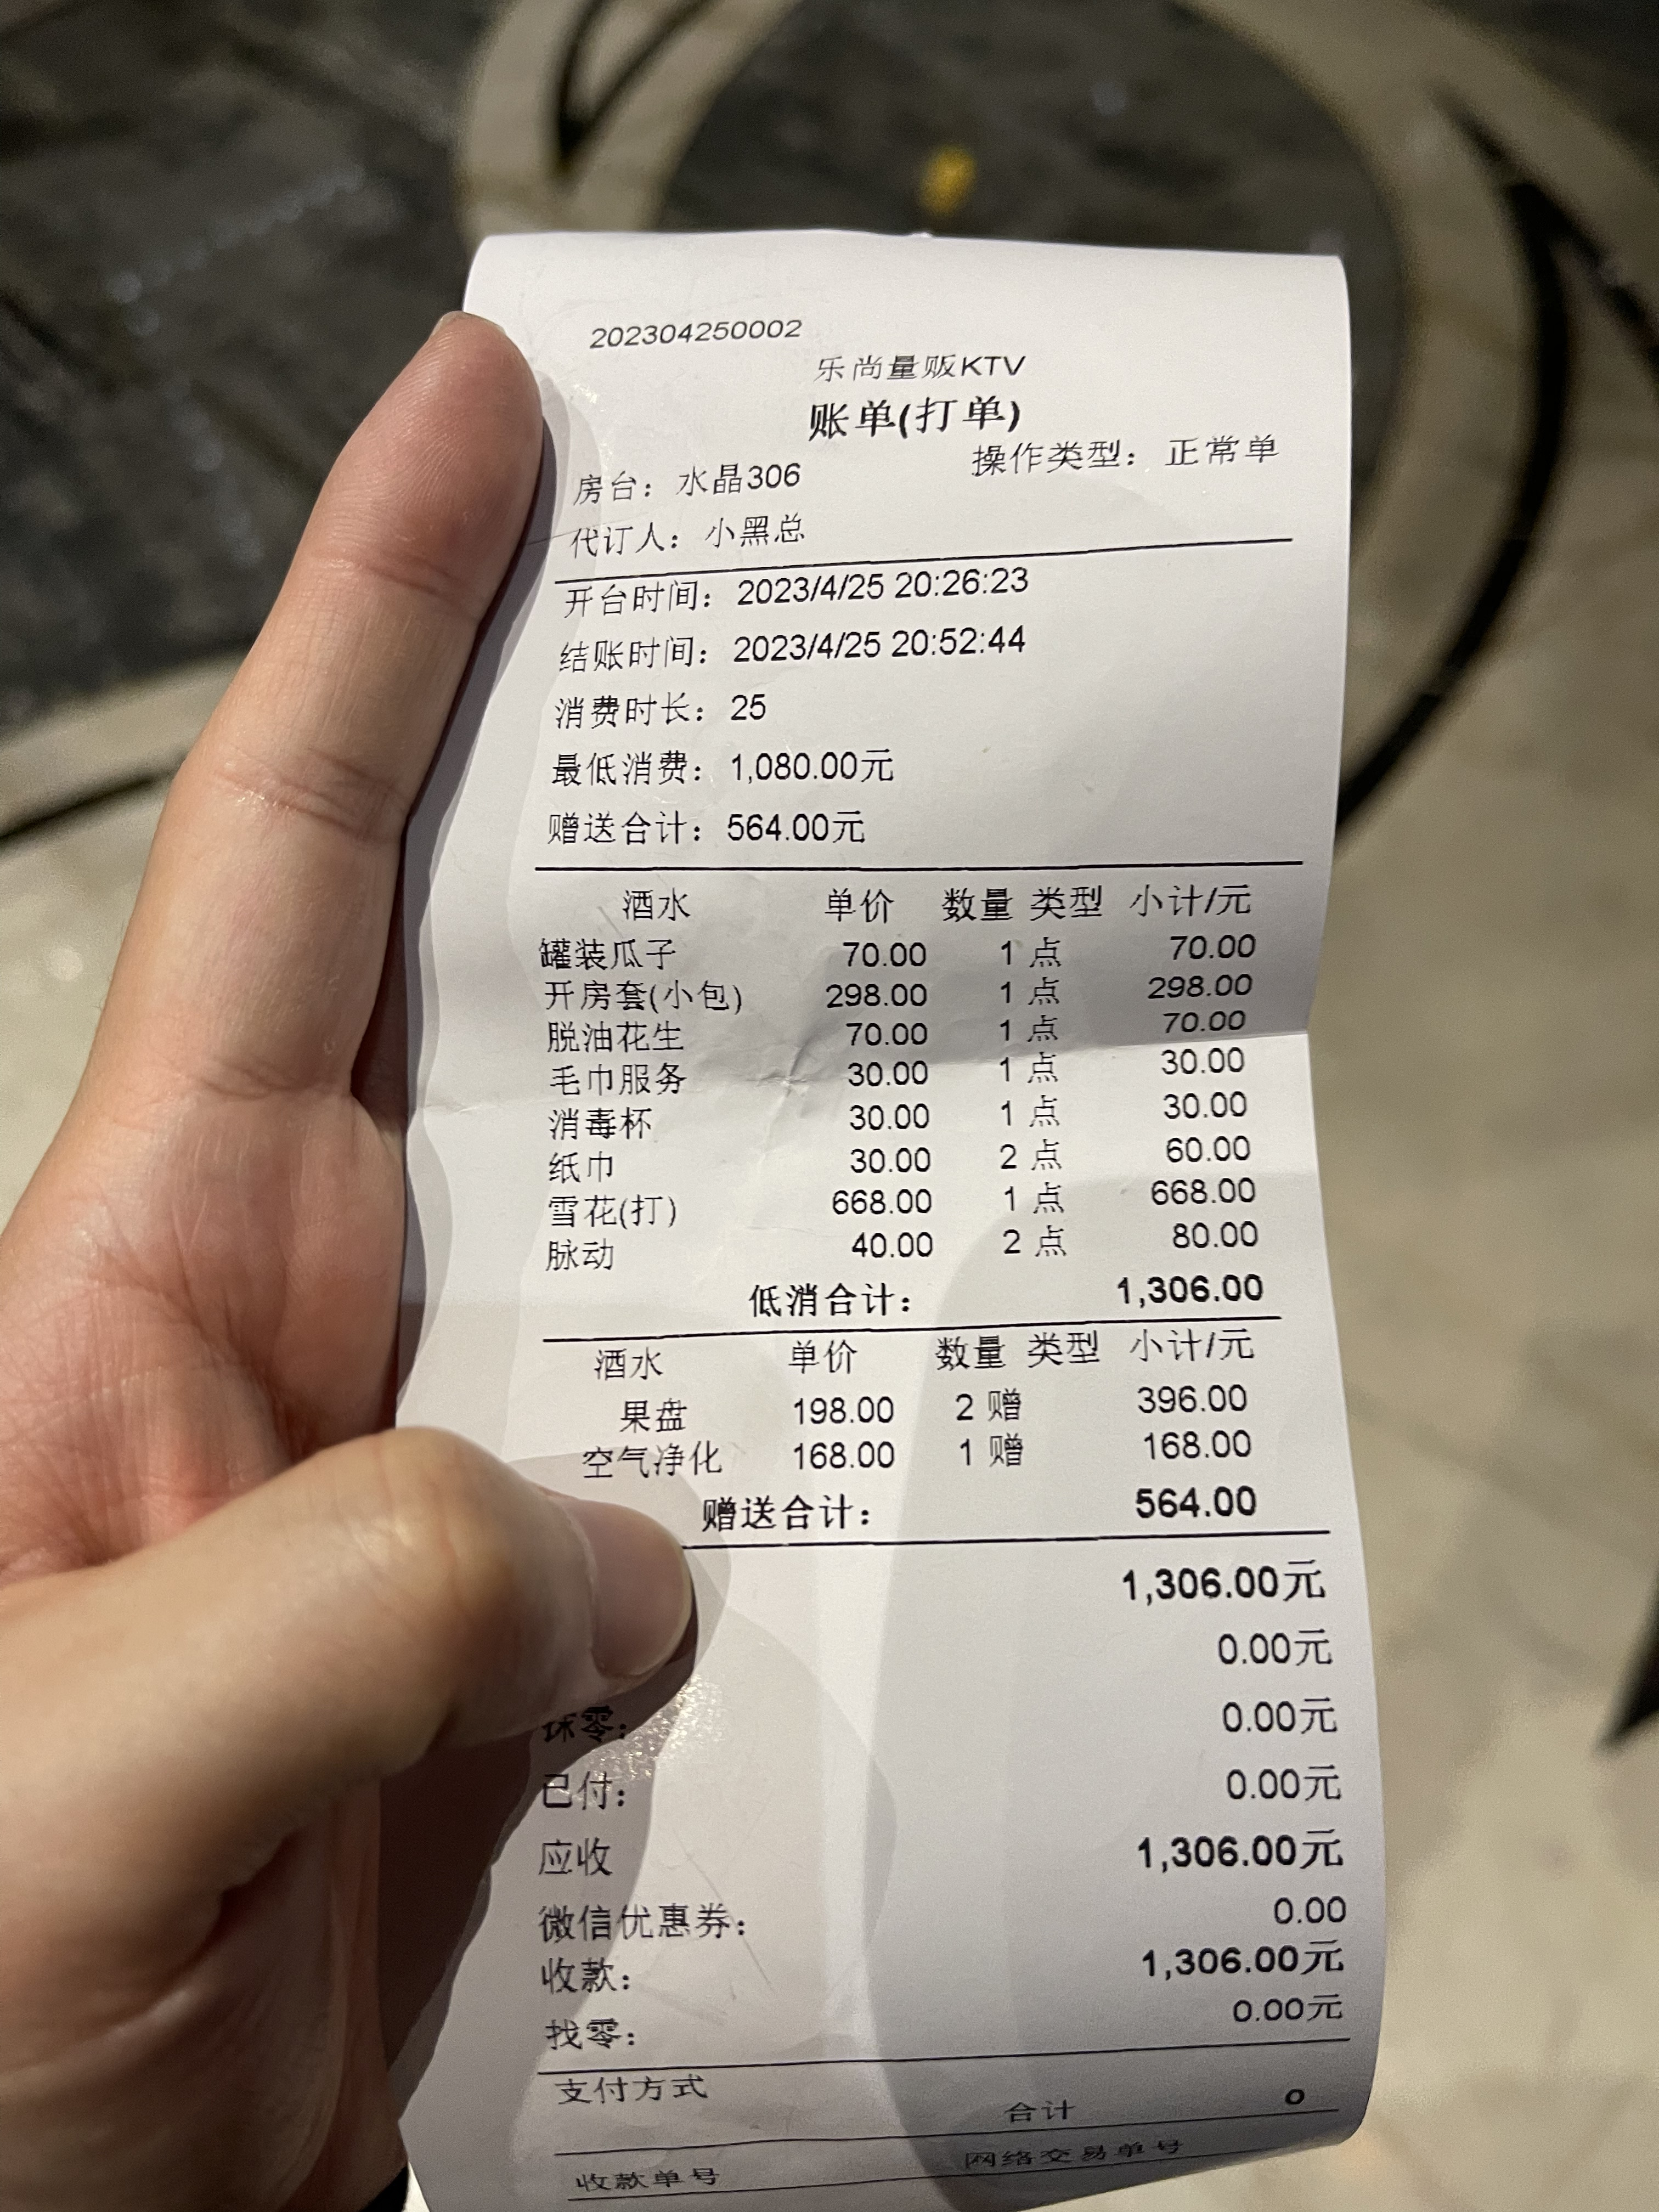 202304250002
乐尚量贩KTV
账单(打单)
操作类型：正常单
房台：水晶306
代订人：小黑总
开台时间：2023/4/25 20:26:23
结账时间：2023/4/25 20:52:44
消费时长：25
最低消费：1,080.00元
赠送合计：564.00元
酒水 单价 数量 类型 小计/元
罐装瓜子 70.00 1 点 70.00
开房套(小包) 298.00 1 点 298.00
脱油花生 70.00 1 点 70.00
毛巾服务 30.00 1 点 30.00
消毒杯 30.00 1 点 30.00
纸巾 30.00 2 点 60.00
雪花(打) 668.00 1 点 668.00
脉动 40.00 2 点 80.00
低消合计： 1,306.00
酒水 单价 数量 类型 小计/元
果盘 198.00 2 赠 396.00
空气净化 168.00 1 赠 168.00
赠送合计： 564.00
1,306.00元
0.00元
抹零： 0.00元
已付： 0.00元
应收 1,306.00元
微信优惠券： 0.00
收款： 1,306.00元
找零： 0.00元
支付方式
合计 0
收款单号 网络交易单号